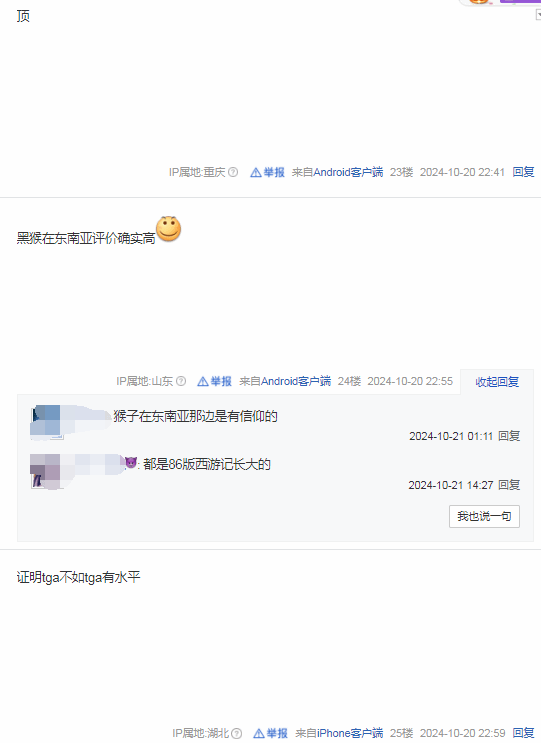 顶
IP属地:重庆 举报 来自Android客户端 23楼 2024-10-20 22:41 回复
黑猴在东南亚评价确实高
IP属地:山东 举报 来自Android客户端 24楼 2024-10-20 22:55 收起回复
猴子在东南亚那边是有信仰的
2024-10-21 01:11 回复
: 都是86版西游记长大的
2024-10-21 14:27 回复
我也说一句
证明tga不如tga有水平
IP属地:湖北 举报 来自iPhone客户端 25楼 2024-10-20 22:59 回复